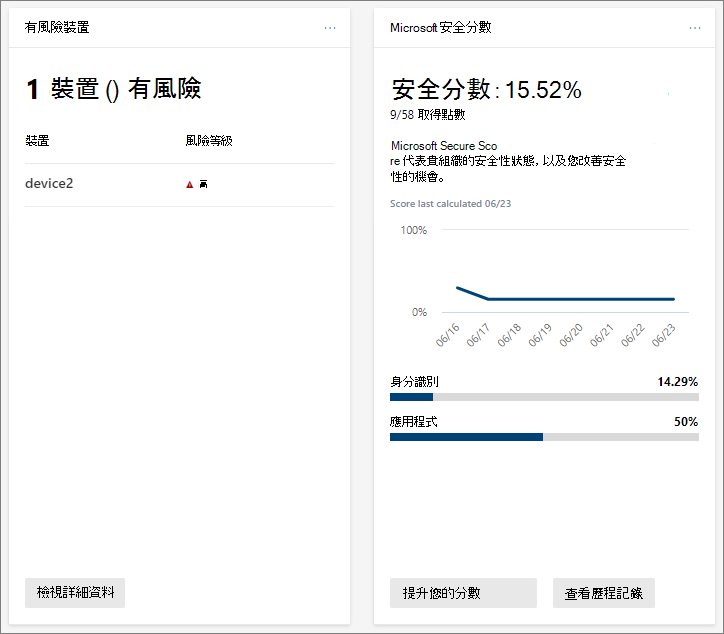 有風險裝置
...
1 裝置 () 有風險
裝置 風險等級
device2 高
檢視詳細資料
Microsoft 安全分數
...
安全分數：15.52%
9/58 取得點數
Microsoft Secure Sco
re 代表貴組織的安全性狀態，以及您改善安全
性的機會。
Score last calculated 06/23
100%
0%
06/16 06/17 06/18 06/19 06/20 06/21 06/22 06/23
身分識別 14.29%
應用程式 50%
提升您的分數 查看歷程記錄